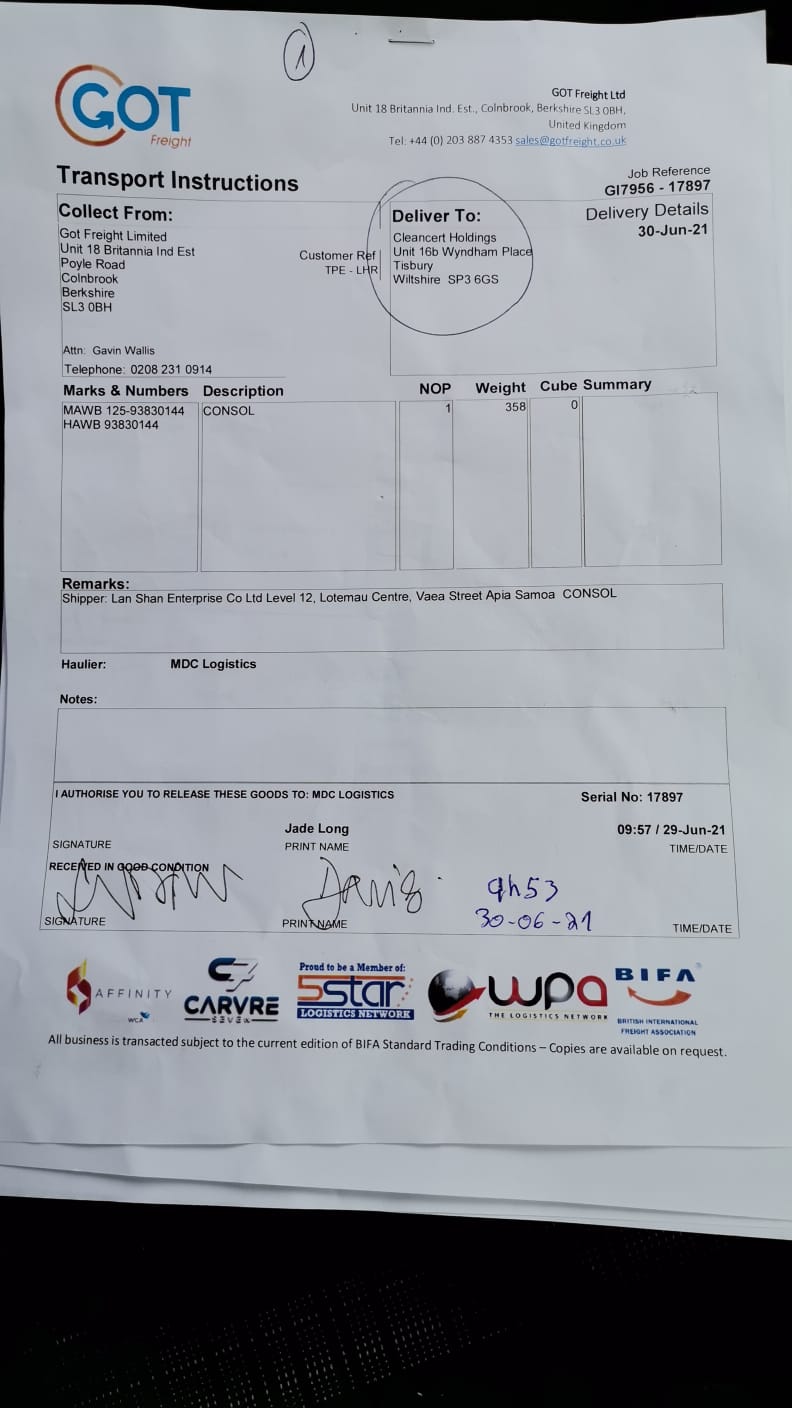 1
GOT
Freight
GOT Freight Ltd
Unit 18 Britannia Ind. Est., Colnbrook, Berkshire SL3 0BH,
United Kingdom
Tel: +44 (0) 203 887 4353 sales@gotfreight.co.uk
Transport Instructions
Job Reference
GI7956 - 17897
Collect From:
Got Freight Limited
Unit 18 Britannia Ind Est
Poyle Road
Colnbrook
Berkshire
SL3 0BH
Attn: Gavin Wallis
Telephone: 0208 231 0914
Customer Ref
TPE - LHR
Deliver To:
Cleancert Holdings
Unit 16b Wyndham Place
Tisbury
Wiltshire SP3 6GS
Delivery Details
30-Jun-21
Marks & Numbers Description NOP Weight Cube Summary
MAWB 125-93830144 CONSOL 1 358 0
HAWB 93830144
Remarks:
Shipper: Lan Shan Enterprise Co Ltd Level 12, Lotemau Centre, Vaea Street Apia Samoa CONSOL
Haulier: MDC Logistics
Notes:
I AUTHORISE YOU TO RELEASE THESE GOODS TO: MDC LOGISTICS Serial No: 17897
Jade Long 09:57 / 29-Jun-21
SIGNATURE PRINT NAME TIME/DATE
RECEIVED IN GOOD CONDITION
9h53
30-06-21
SIGNATURE PRINT NAME TIME/DATE
AFFINITY
WCA
CARVRE
SEVEN
Proud to be a Member of:
5star
LOGISTICS NETWORK
wpa
THE LOGISTICS NETWORK
BIFA
BRITISH INTERNATIONAL
FREIGHT ASSOCIATION
All business is transacted subject to the current edition of BIFA Standard Trading Conditions – Copies are available on request.